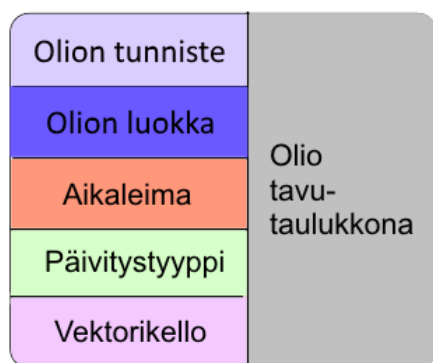 Olion tunniste
Olion luokka
Aikaleima
Päivitystyyppi
Vektorikello
Olio
tavu-
taulukkona